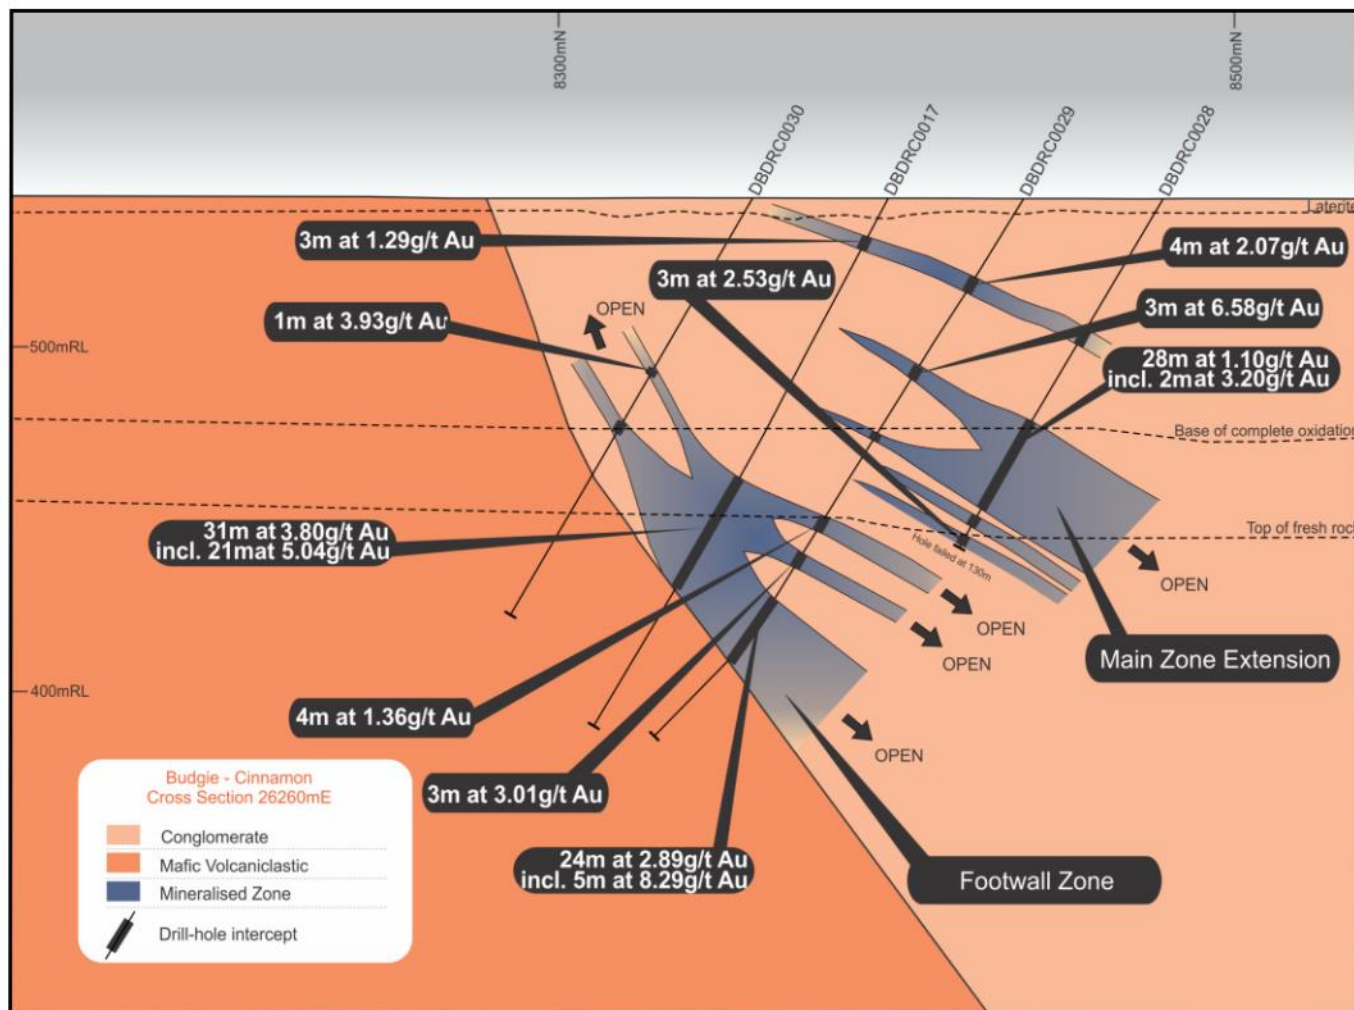 8300mN
8500mN
DBDRC0030
DBDRC0017
DBDRC0029
DBDRC0028
Laterite
3m at 1.29g/t Au
4m at 2.07g/t Au
3m at 2.53g/t Au
3m at 6.58g/t Au
OPEN
1m at 3.93g/t Au
500mRL
28m at 1.10g/t Au
incl. 2mat 3.20g/t Au
Base of complete oxidation
Top of fresh rock
31m at 3.80g/t Au
incl. 21mat 5.04g/t Au
Hole failed at 130m
OPEN
OPEN
OPEN
Main Zone Extension
400mRL
4m at 1.36g/t Au
OPEN
3m at 3.01g/t Au
24m at 2.89g/t Au
incl. 5m at 8.29g/t Au
Footwall Zone
Budgie - Cinnamon
Cross Section 26260mE
Conglomerate
Mafic Volcaniclastic
Mineralised Zone
Drill-hole intercept